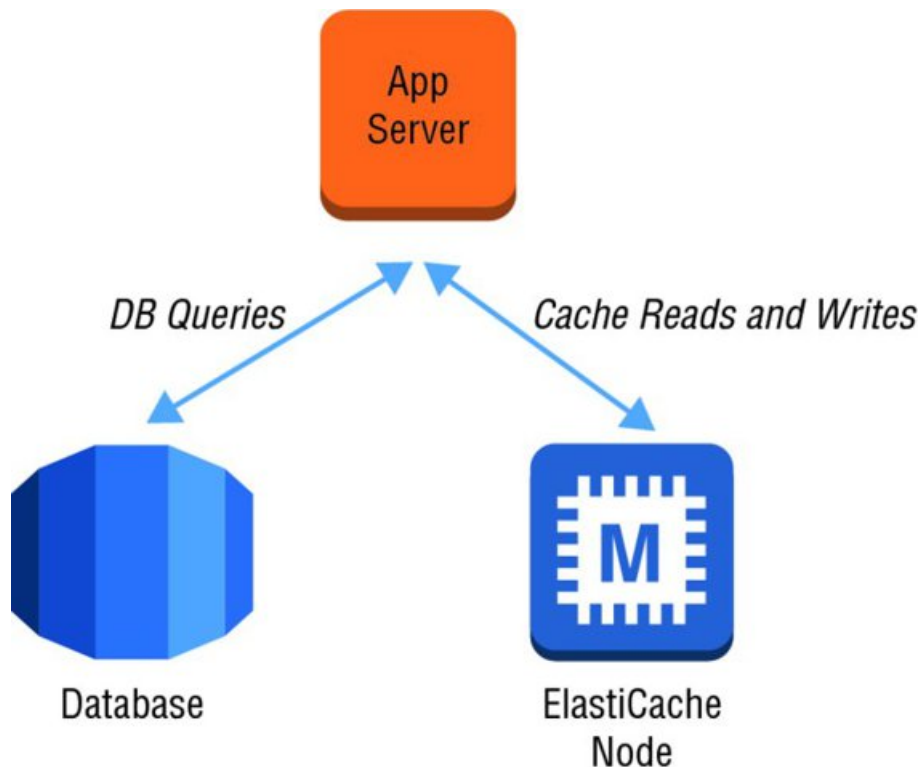 App
Server
DB Queries
Cache Reads and Writes
M
Database
ElastiCache
Node